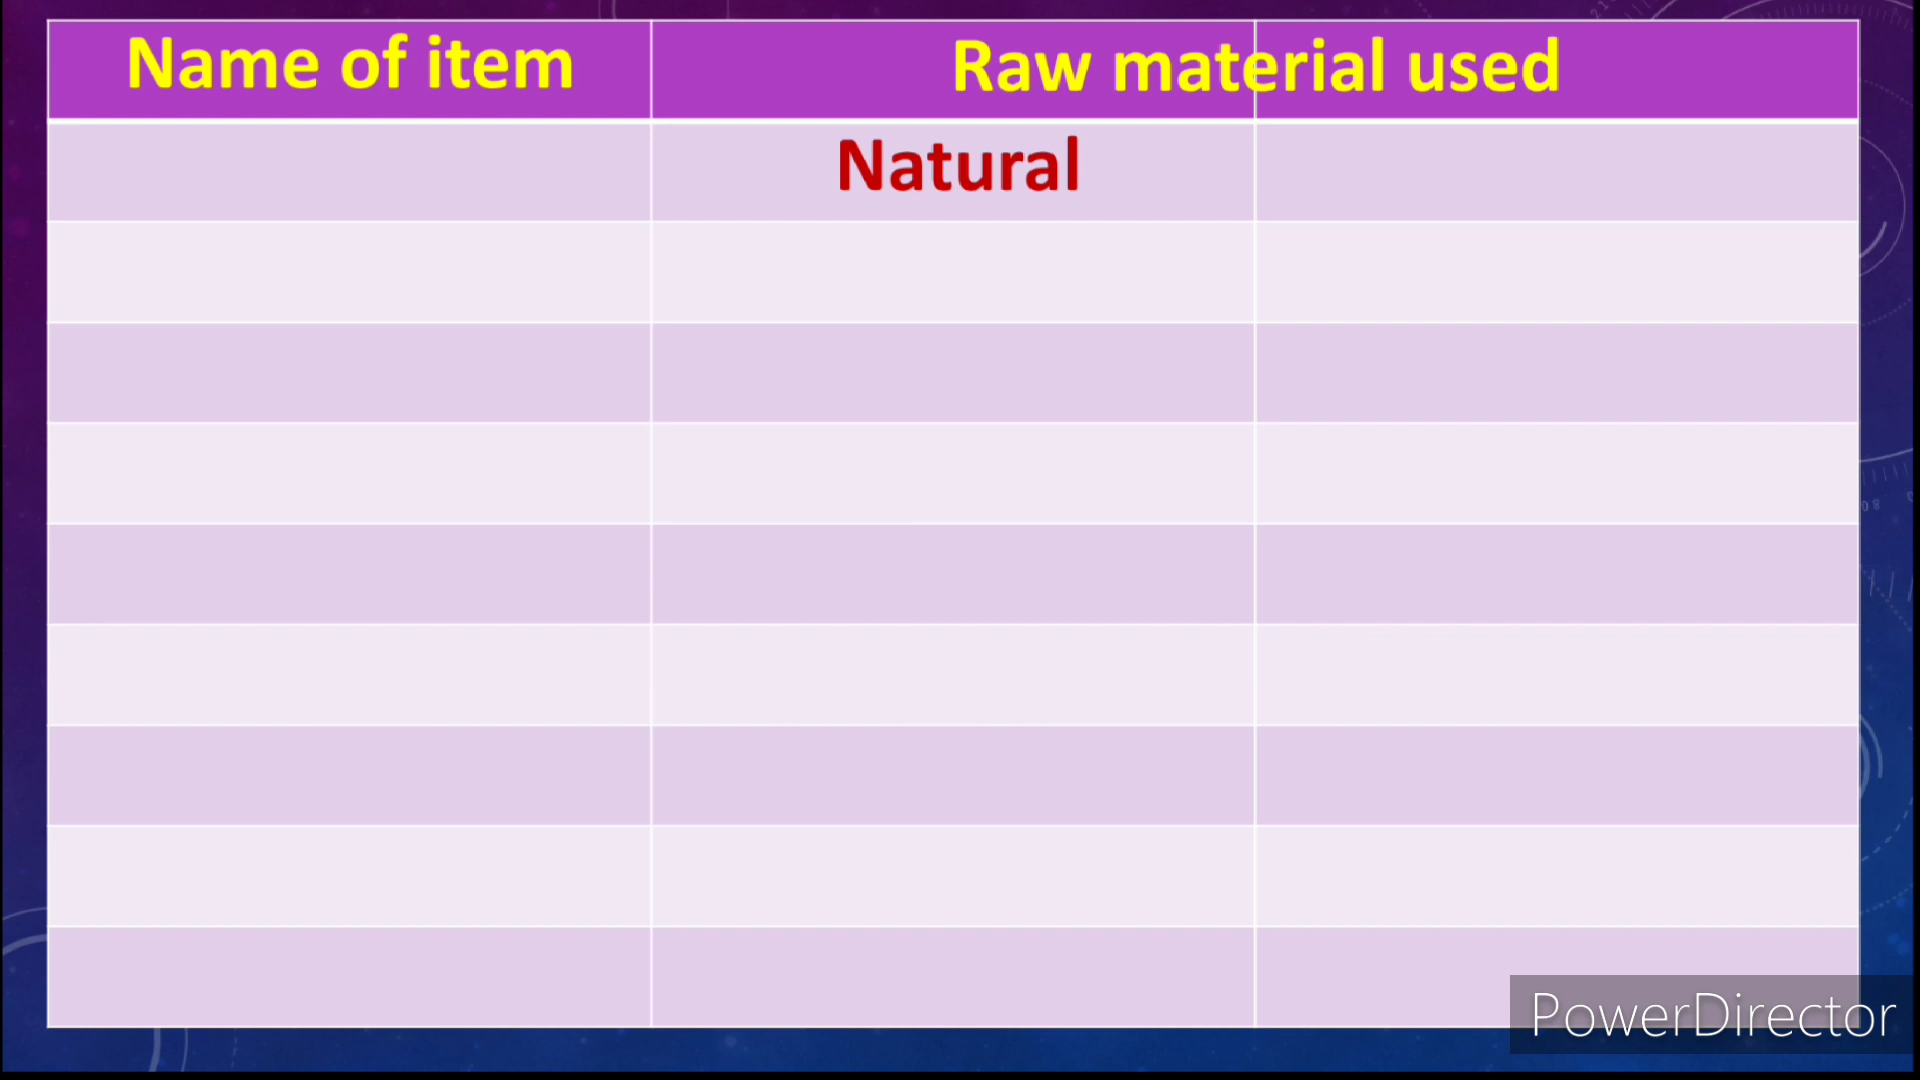 Name of item
Raw material used
Natural
PowerDirector